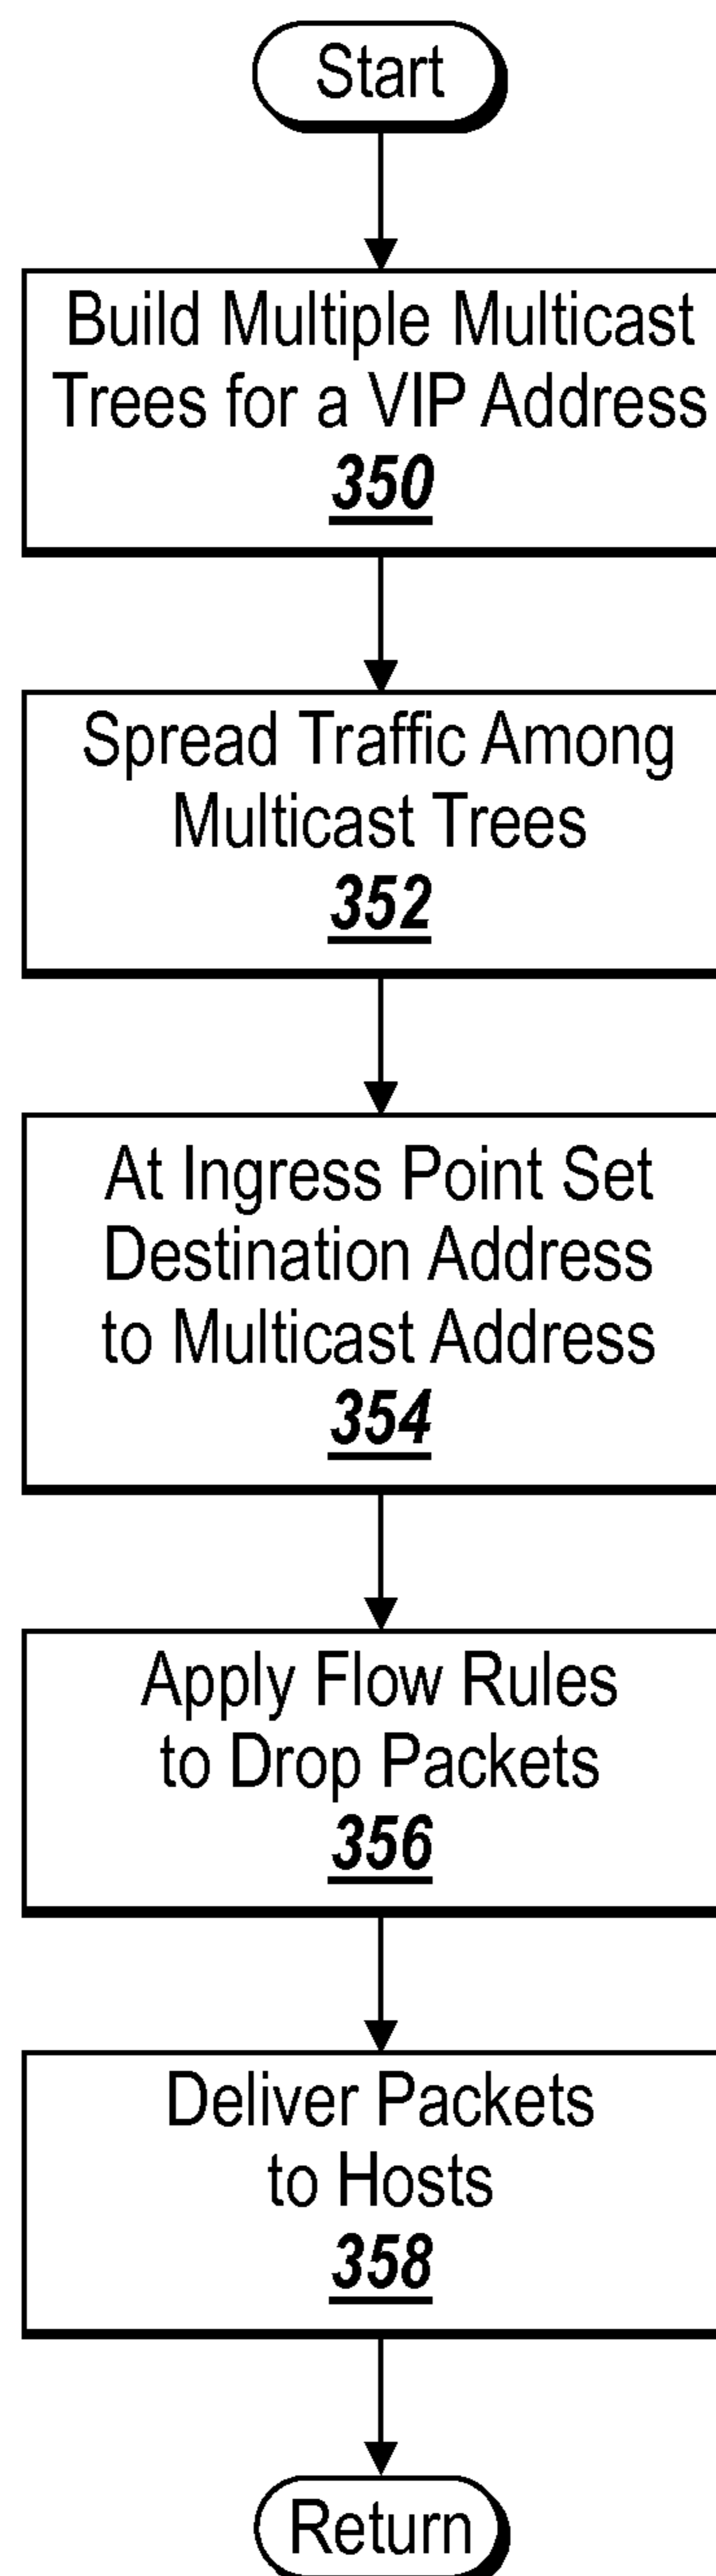 Start
Build Multiple Multicast
Trees for a VIP Address
350
Spread Traffic Among
Multicast Trees
352
At Ingress Point Set
Destination Address
to Multicast Address
354
Apply Flow Rules
to Drop Packets
356
Deliver Packets
to Hosts
358
Return